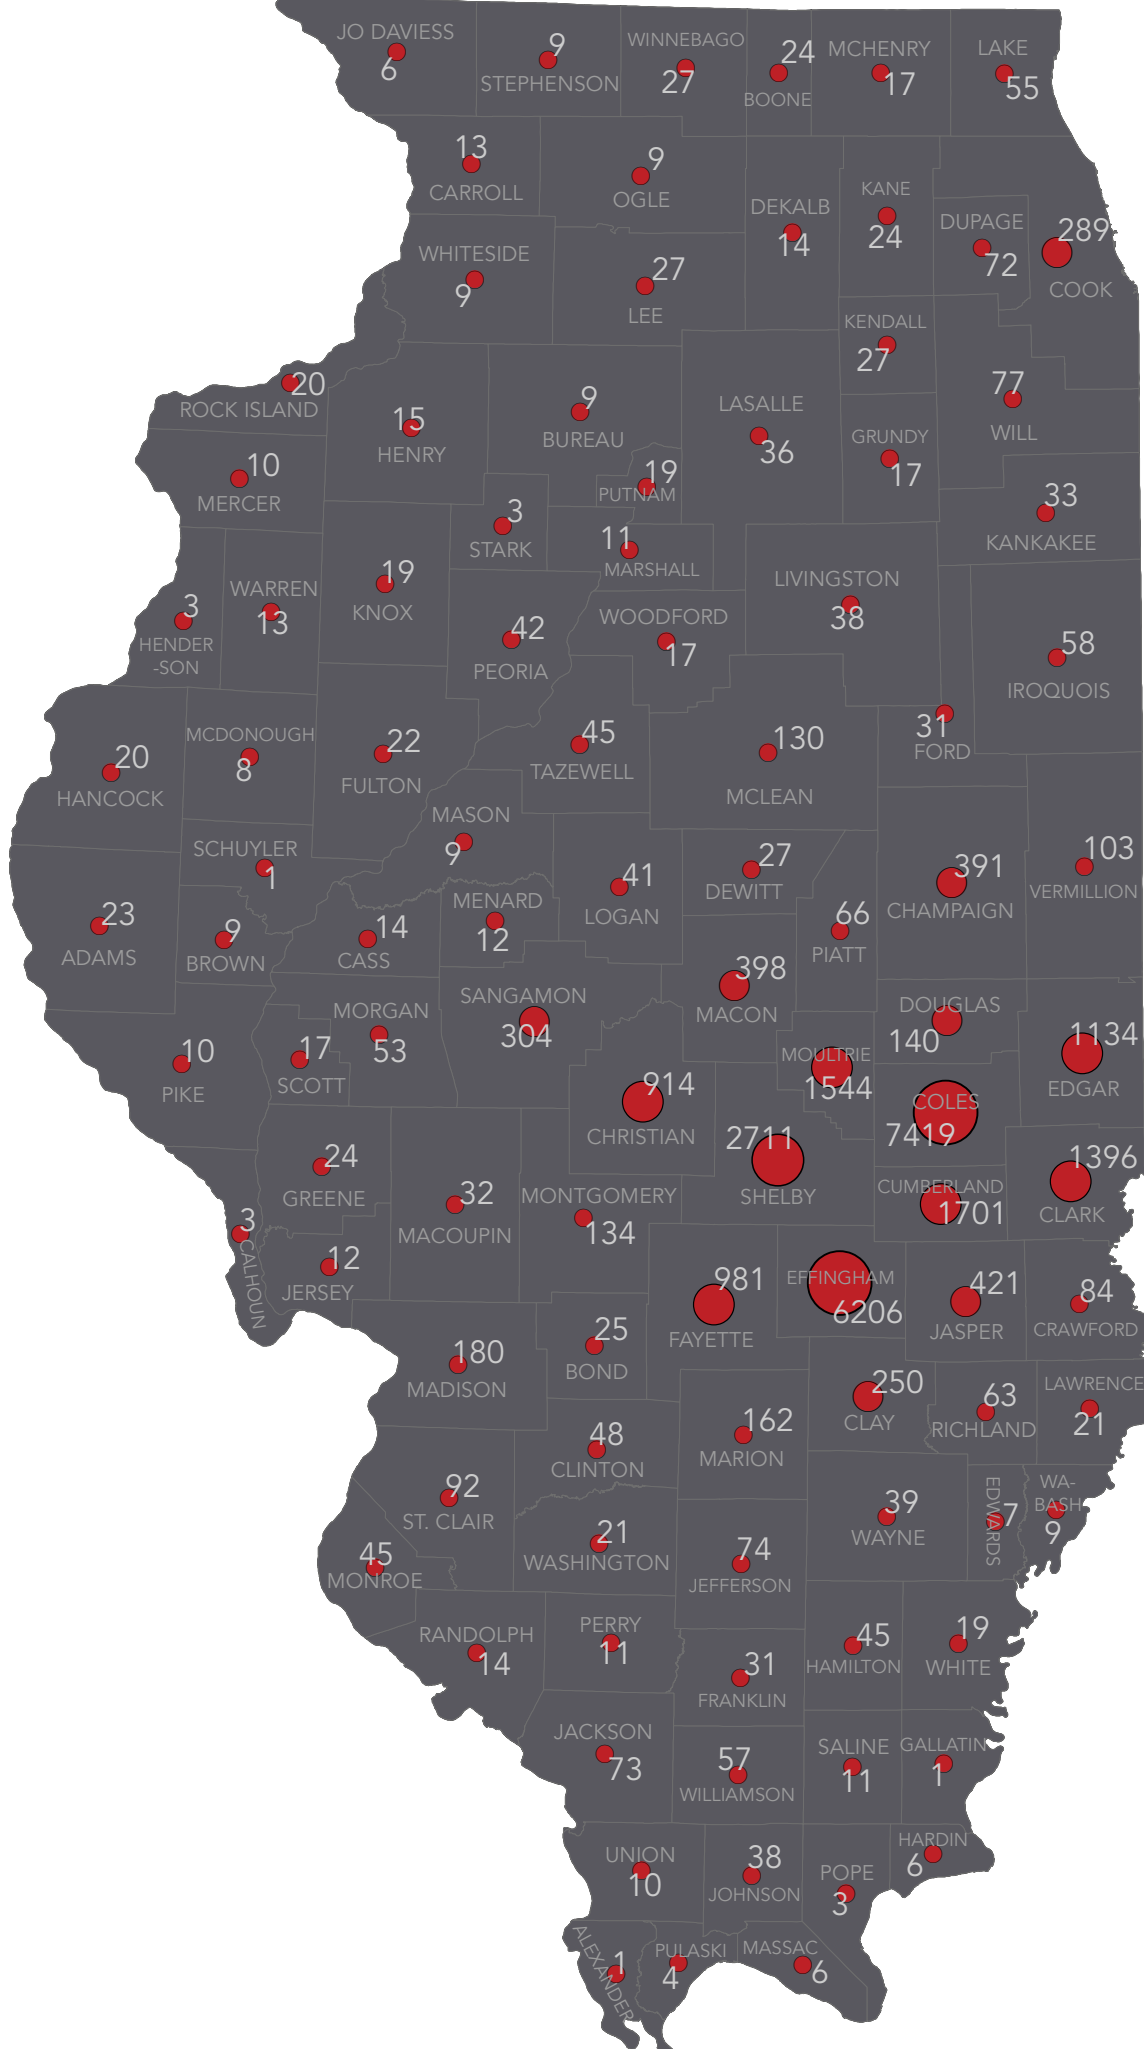 JO DAVIESS
6
9
STEPHENSON
WINNEBAGO
27
24
BOONE
MCHENRY
17
LAKE
55
13
CARROLL
9
OGLE
DEKALB
14
KANE
24
DUPAGE
72
289
COOK
WHITESIDE
9
27
LEE
KENDALL
27
20
ROCK ISLAND
15
HENRY
9
BUREAU
LASALLE
36
GRUNDY
17
77
WILL
10
MERCER
19
PUTNAM
33
KANKAKEE
3
STARK
11
MARSHALL
3
HENDER
-SON
WARREN
13
19
KNOX
42
PEORIA
WOODFORD
17
LIVINGSTON
38
58
IROQUOIS
31
FORD
20
HANCOCK
MCDONOUGH
8
22
FULTON
45
TAZEWELL
130
MCLEAN
MASON
9
SCHUYLER
1
41
LOGAN
27
DEWITT
391
CHAMPAIGN
103
VERMILLION
23
ADAMS
9
BROWN
14
CASS
MENARD
12
66
PIATT
398
MACON
SANGAMON
304
MORGAN
53
17
SCOTT
10
PIKE
DOUGLAS
140
1134
EDGAR
MOULTRIE
1544
914
CHRISTIAN
COLES
7419
2711
SHELBY
1396
CLARK
CUMBERLAND
1701
24
GREENE
32
MACOUPIN
MONTGOMERY
134
3
CALHOUN
12
JERSEY
981
FAYETTE
EFFINGHAM
6206
421
JASPER
84
CRAWFORD
180
MADISON
25
BOND
250
CLAY
63
RICHLAND
LAWRENCE
21
162
MARION
48
CLINTON
92
ST. CLAIR
39
WAYNE
EDWARDS
7
WA-
BASH
9
45
MONROE
21
WASHINGTON
74
JEFFERSON
RANDOLPH
14
PERRY
11
31
FRANKLIN
45
HAMILTON
19
WHITE
JACKSON
73
57
WILLIAMSON
SALINE
11
GALLATIN
1
UNION
10
38
JOHNSON
POPE
3
HARDIN
6
ALEXANDER
1
PULASKI
4
MASSAC
6